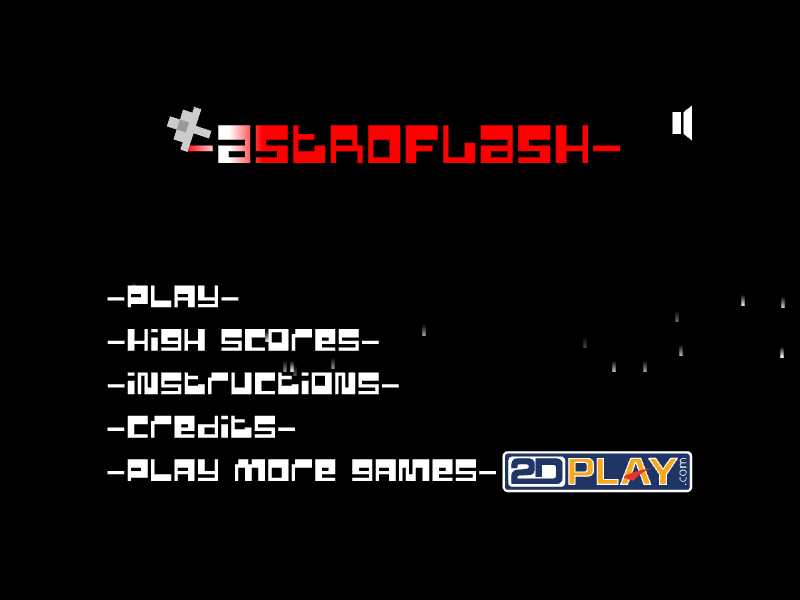 -astroflash-
-PLAY-
-High scores-
-instructions-
-credits-
-PLAY more games- 2DPLAY.com